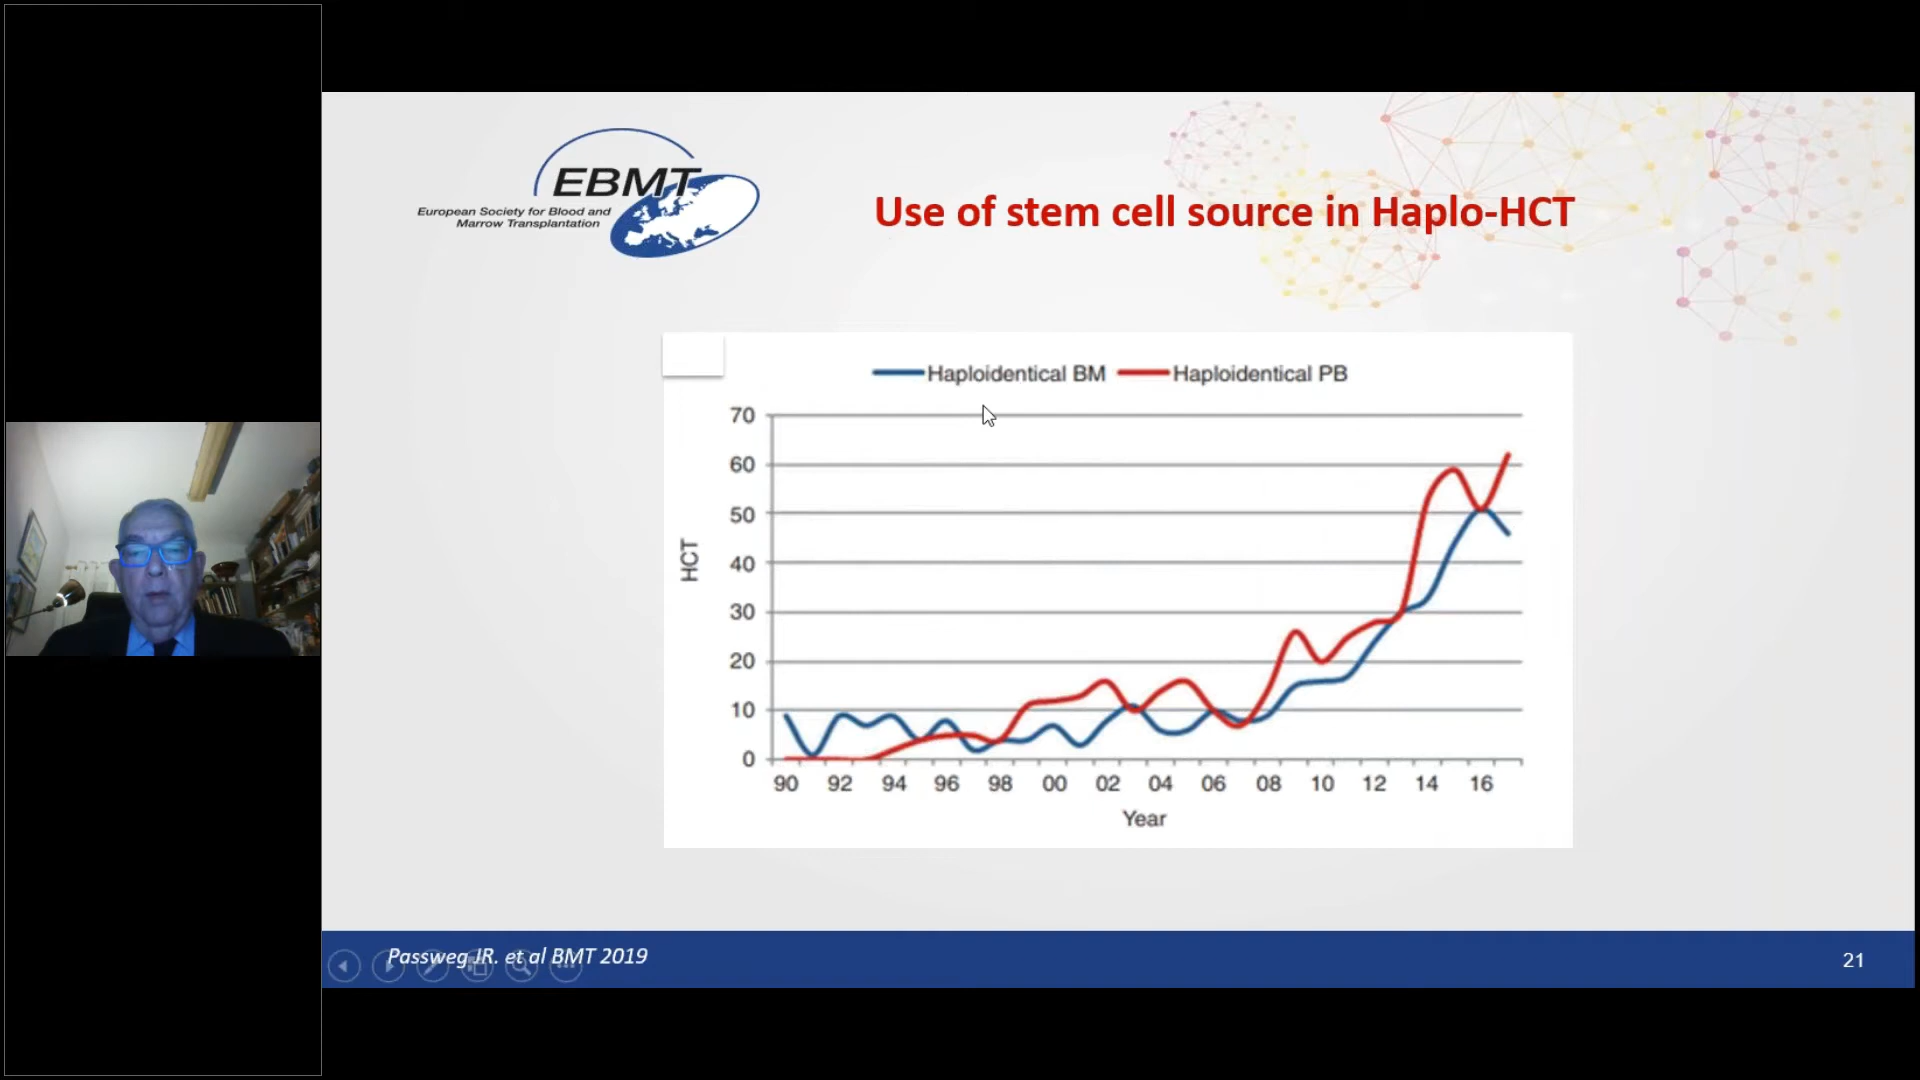 EBMT
European Society for Blood and
Marrow Transplantation
Use of stem cell source in Haplo-HCT
Haploidentical BM Haploidentical PB
70
60
50
40
30
20
10
0
HCT
90 92 94 96 98 00 02 04 06 08 10 12 14 16
Year
Passweg JR. et al BMT 2019
21